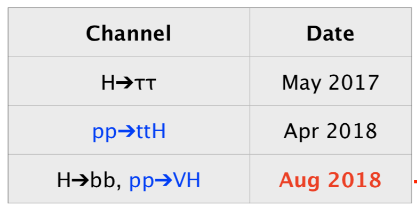 Channel Date
H➔ττ May 2017
pp➔ttH Apr 2018
H➔bb, pp➔VH Aug 2018